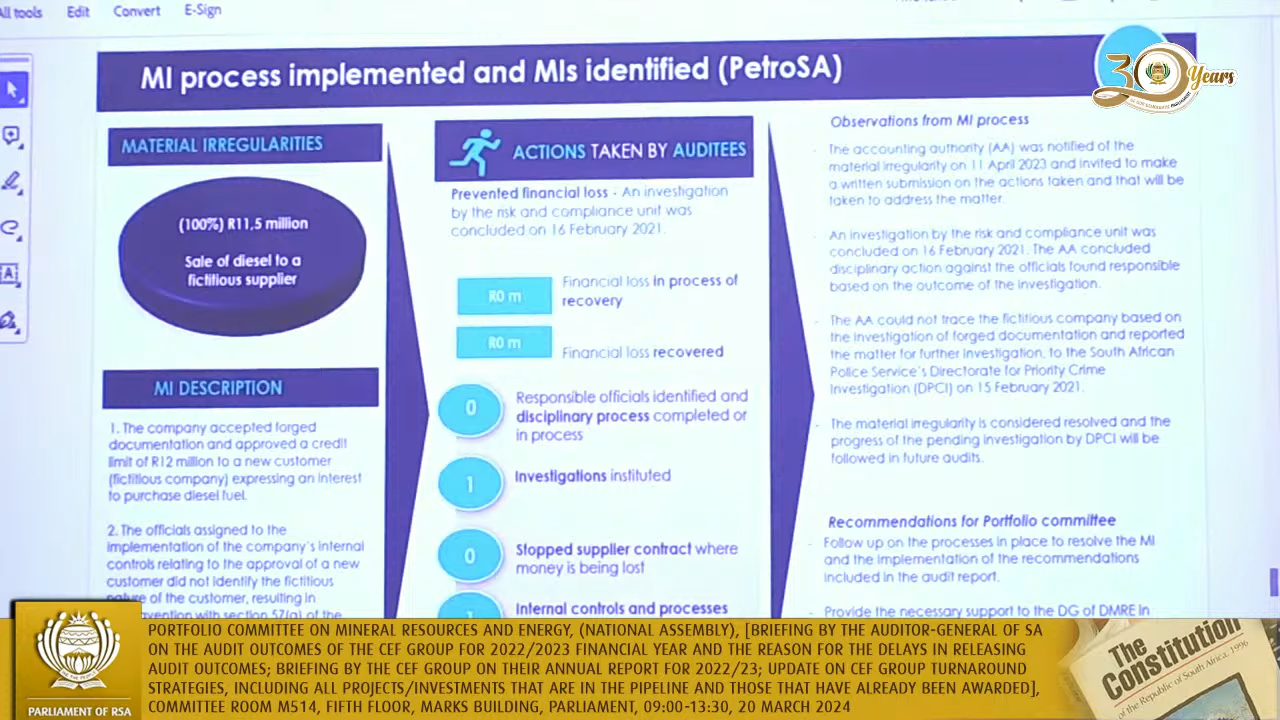 All tools Edit Convert E-Sign
MI process implemented and MIs identified (PetroSA)
30 Years
MATERIAL IRREGULARITIES
(100%) R11,5 million
Sale of diesel to a
fictitious supplier
MI DESCRIPTION
1. The company accepted forged
documentation and approved a credit
limit of R12 million to a new customer
(fictitious company) expressing an interest
to purchase diesel fuel.
2. The officials assigned to the
implementation of the company's internal
controls relating to the approval of a new
customer did not identify the fictitious
nature of the customer, resulting in
section 57(a) of the
ACTIONS TAKEN BY AUDITEES
Prevented financial loss - An investigation
by the risk and compliance unit was
concluded on 16 February 2021.
R0 m
Financial loss in process of
recovery
R0 m
Financial loss recovered
0
Responsible officials identified and
disciplinary process completed or
in process
1
Investigations instituted
0
Stopped supplier contract where
money is being lost
Internal controls and processes
Observations from MI process
- The accounting authority (AA) was notified of the
material irregularity on 11 April 2023 and invited to make
a written submission on the actions taken and that will be
taken to address the matter.
- An investigation by the risk and compliance unit was
concluded on 16 February 2021. The AA concluded
disciplinary action against the officials found responsible
based on the outcome of the investigation.
- The AA could not trace the fictitious company based on
the investigation of forged documentation and reported
the matter for further investigation, to the South African
Police Service's Directorate for Priority Crime
Investigation (DPCI) on 15 February 2021.
- The material irregularity is considered resolved and the
progress of the pending investigation by DPCI will be
followed in future audits.
Recommendations for Portfolio committee
- Follow up on the processes in place to resolve the MI
and the implementation of the recommendations
included in the audit report.
- Provide the necessary support to the DG of DMRE in
PARLIAMENT OF RSA
PORTFOLIO COMMITTEE ON MINERAL RESOURCES AND ENERGY, (NATIONAL ASSEMBLY), [BRIEFING BY THE AUDITOR-GENERAL OF SA
ON THE AUDIT OUTCOMES OF THE CEF GROUP FOR 2022/2023 FINANCIAL YEAR AND THE REASON FOR THE DELAYS IN RELEASING
AUDIT OUTCOMES; BRIEFING BY THE CEF GROUP ON THEIR ANNUAL REPORT FOR 2022/23; UPDATE ON CEF GROUP TURNAROUND
STRATEGIES, INCLUDING ALL PROJECTS/INVESTMENTS THAT ARE IN THE PIPELINE AND THOSE THAT HAVE ALREADY BEEN AWARDED],
COMMITTEE ROOM M514, FIFTH FLOOR, MARKS BUILDING, PARLIAMENT, 09:00-13:30, 20 MARCH 2024
The
Constitution
of the Republic of South Africa, 1996